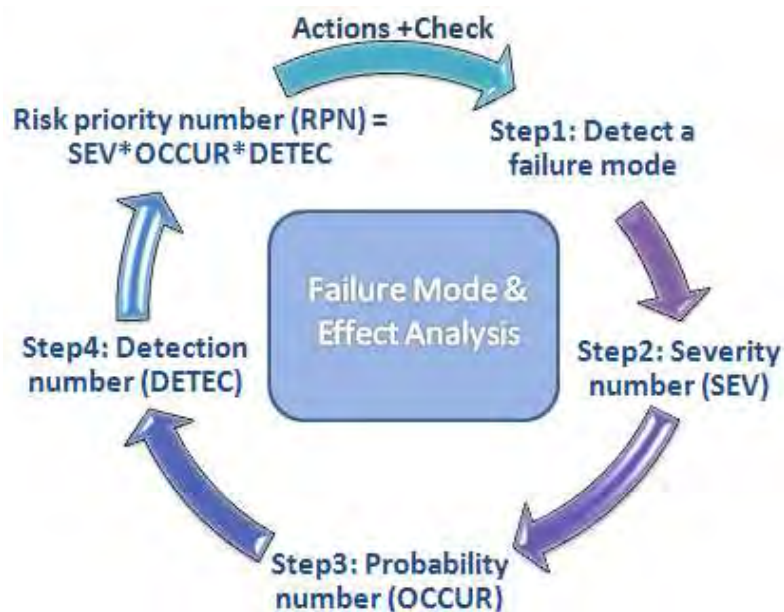 Actions +Check
Risk priority number (RPN) =
SEV*OCCUR*DETEC
Step1: Detect a
failure mode
Failure Mode &
Effect Analysis
Step2: Severity
number (SEV)
Step3: Probability
number (OCCUR)
Step4: Detection
number (DETEC)